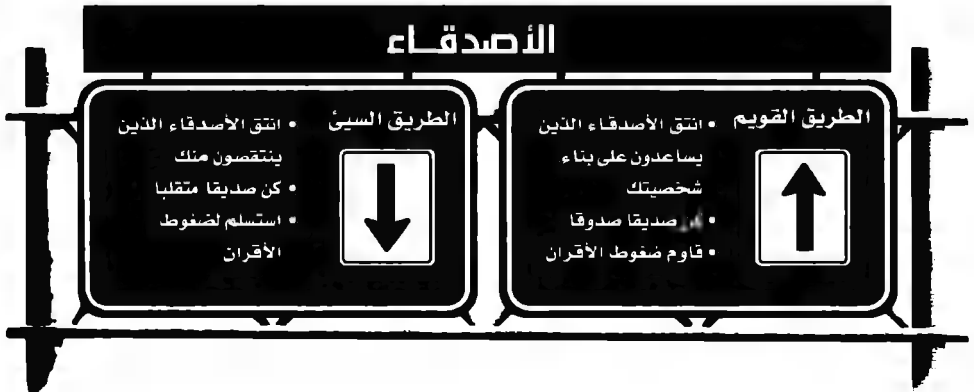 الأصدقاء
الطريق القويم
• انتق الأصدقاء الذين
يساعدون على بناء
شخصيتك
• صديقا صدوقا
• قاوم ضغوط الأقران
الطريق السيئ
• انتق الأصدقاء الذين
ينتقصون منك
• كن صديقا متقلبا
• استسلم لضغوط
الأقران